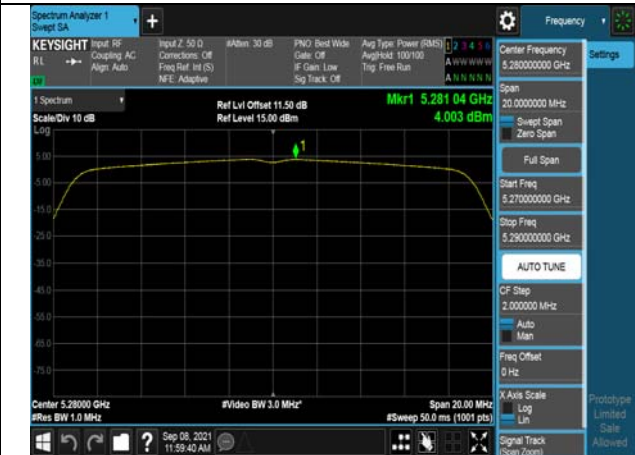 Spectrum Analyzer 1
Swept SA
+
Frequency
KEYSIGHT
RL
Input: RF
Coupling: AC
Align: Auto
Input Z: 50 Ω
Corrections: Off
Freq Ref: Int (S)
NFE: Adaptive
#Atten: 30 dB
PNO: Best Wide
Gate: Off
IF Gain: Low
Sig Track: Off
Avg Type: Power (RMS)
Avg|Hold: 100/100
Trig: Free Run
1 2 3 4 5 6
A W W W W W
A N N N N N
1 Spectrum
Scale/Div 10 dB
Log
Ref Lvl Offset 11.50 dB
Ref Level 15.00 dBm
Mkr1 5.281 04 GHz
4.003 dBm
1
5.00
-5.00
-15.0
-25.0
-35.0
-45.0
-55.0
-65.0
-75.0
Center 5.28000 GHz
#Res BW 1.0 MHz
#Video BW 3.0 MHz*
Span 20.00 MHz
#Sweep 50.0 ms (1001 pts)
Sep 08, 2021
11:59:40 AM
Center Frequency
5.280000000 GHz
Settings
Span
20.0000000 MHz
Swept Span
Zero Span
Full Span
Start Freq
5.270000000 GHz
Stop Freq
5.290000000 GHz
AUTO TUNE
CF Step
2.000000 MHz
Auto
Man
Freq Offset
0 Hz
X Axis Scale
Log
Lin
Signal Track
(Span Zoom)
Prototype
Limited
Sale
Allowed